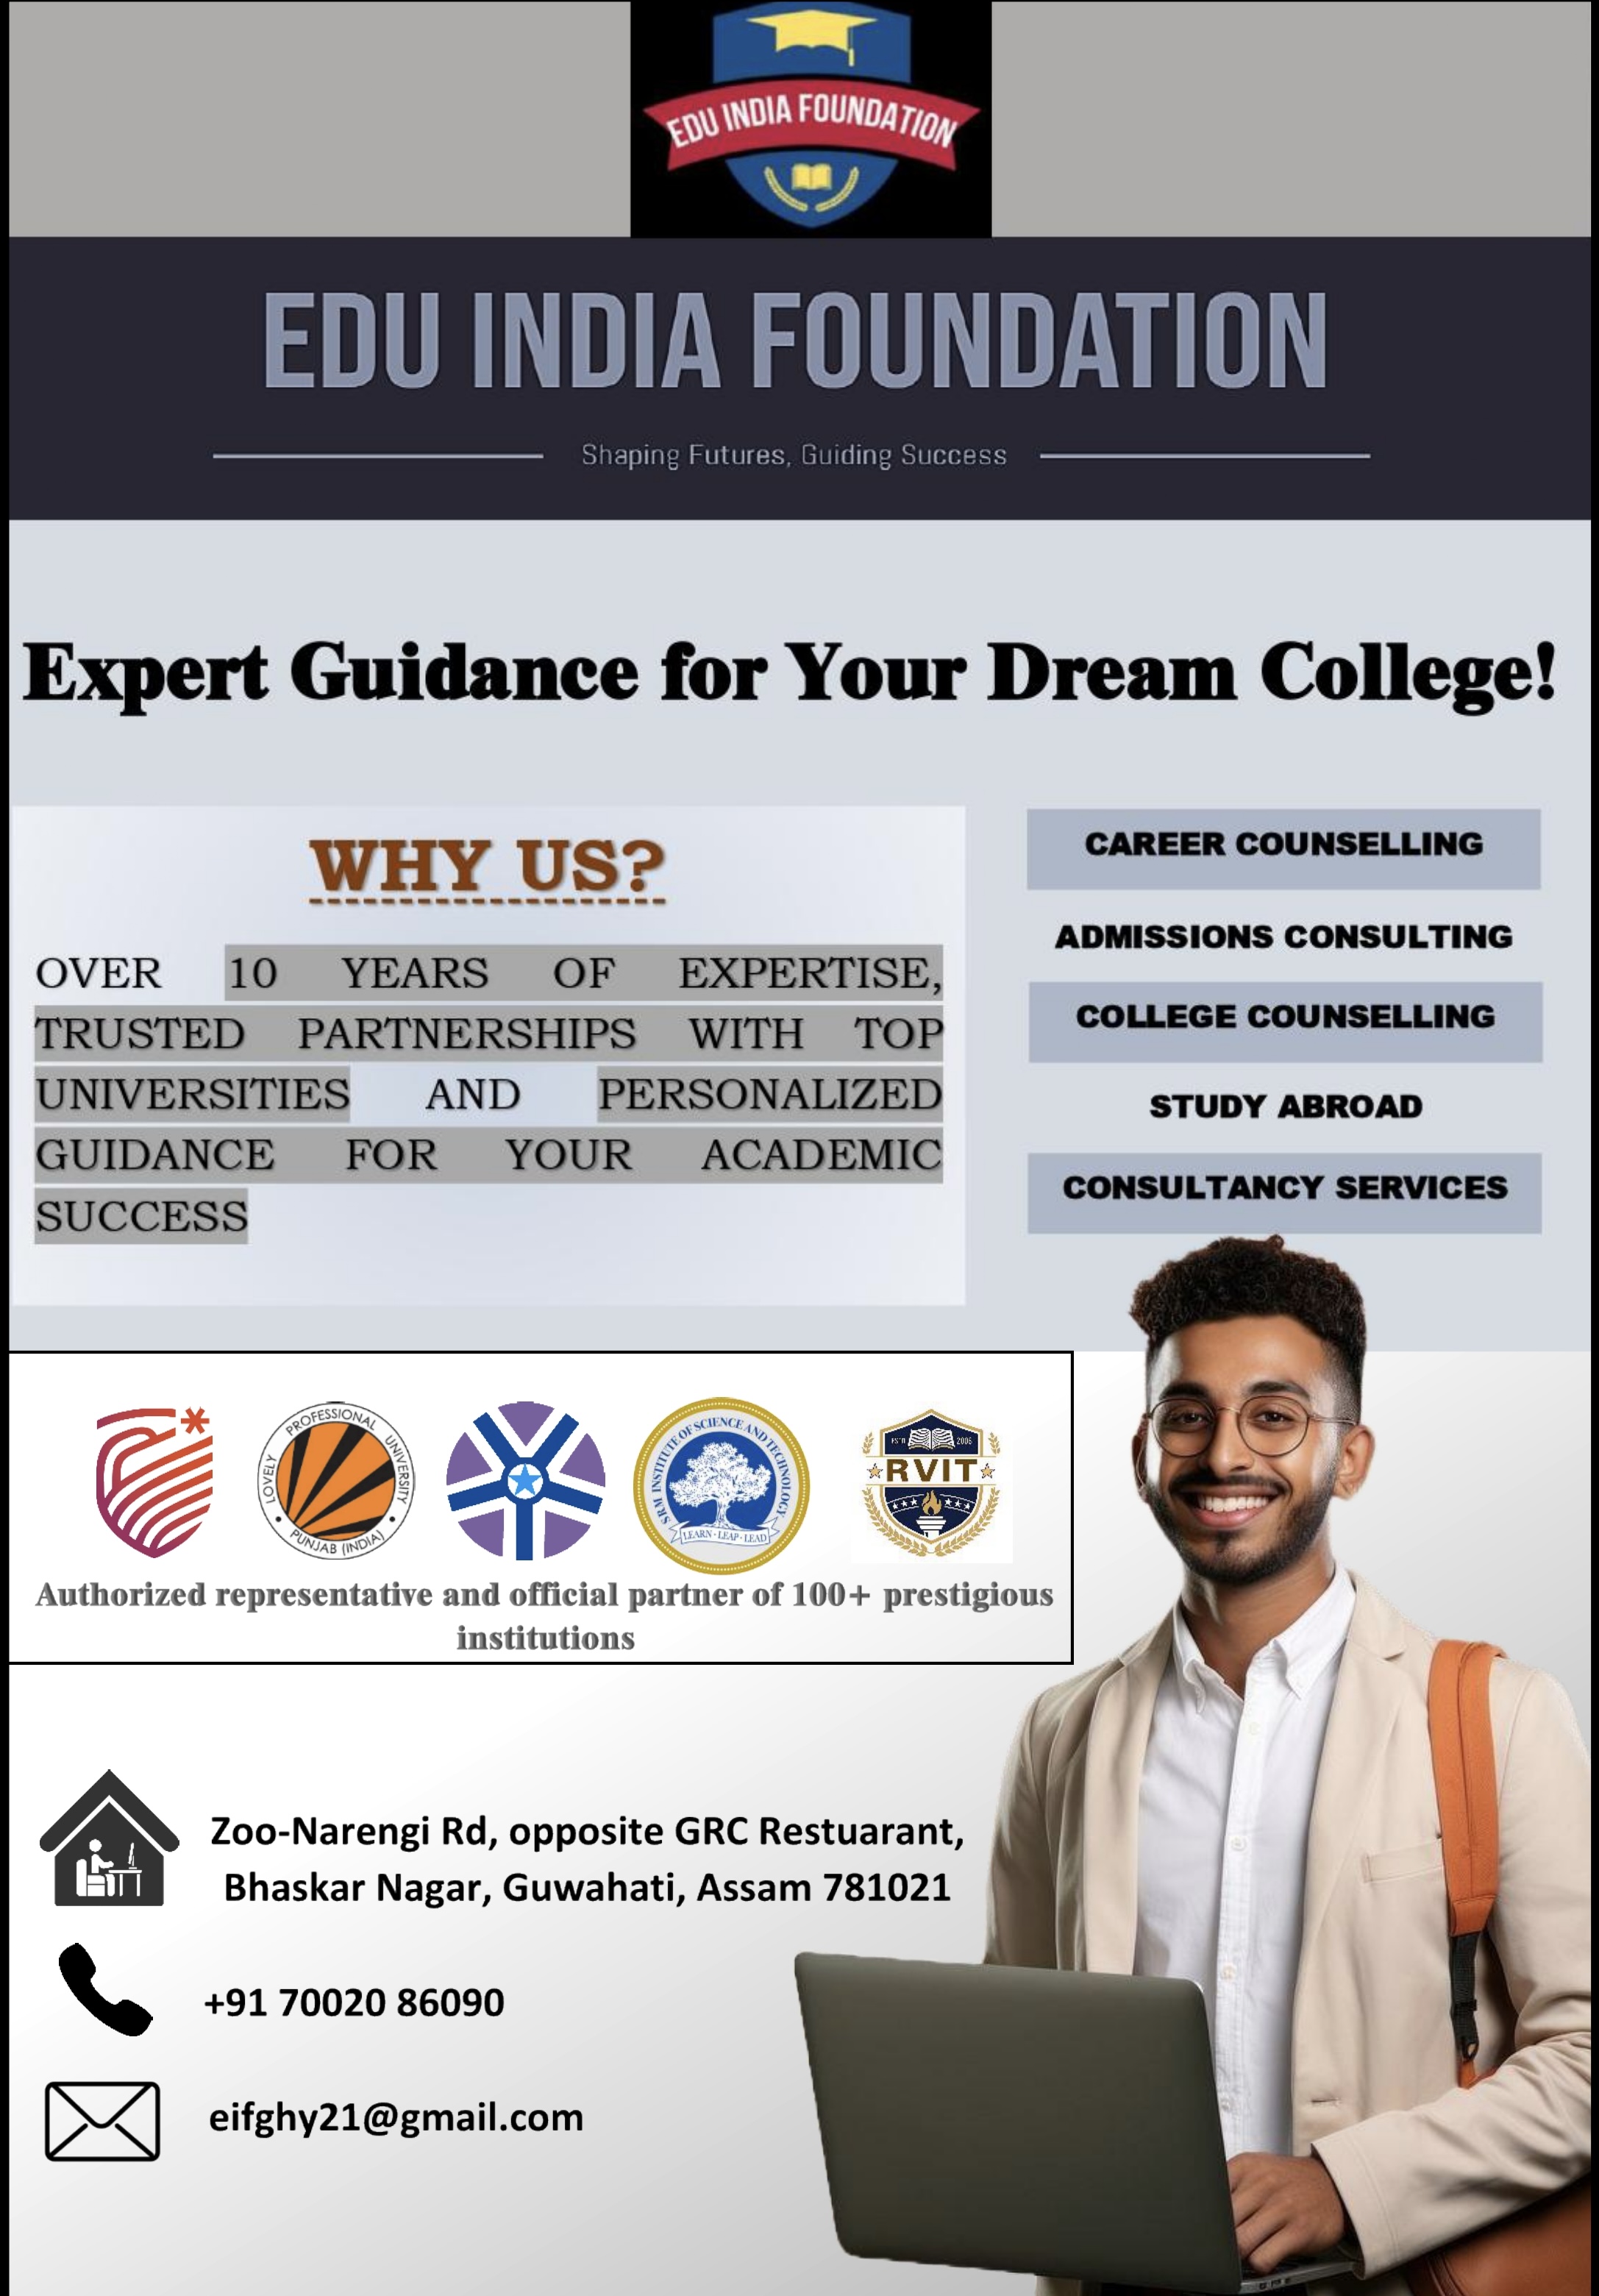 EDU INDIA FOUNDATION
EDU INDIA FOUNDATION
Shaping Futures, Guiding Success
Expert Guidance for Your Dream College!
WHY US?
OVER 10 YEARS OF EXPERTISE,
TRUSTED PARTNERSHIPS WITH TOP
UNIVERSITIES AND PERSONALIZED
GUIDANCE FOR YOUR ACADEMIC
SUCCESS
CAREER COUNSELLING
ADMISSIONS CONSULTING
COLLEGE COUNSELLING
STUDY ABROAD
CONSULTANCY SERVICES
LOVELY PROFESSIONAL UNIVERSITY
PUNJAB (INDIA)
SRM INSTITUTE OF SCIENCE AND TECHNOLOGY
LEARN · LEAP · LEAD
ESTD 2006
RVIT
Authorized representative and official partner of 100+ prestigious
institutions
Zoo-Narengi Rd, opposite GRC Restuarant,
Bhaskar Nagar, Guwahati, Assam 781021
+91 70020 86090
eifghy21@gmail.com